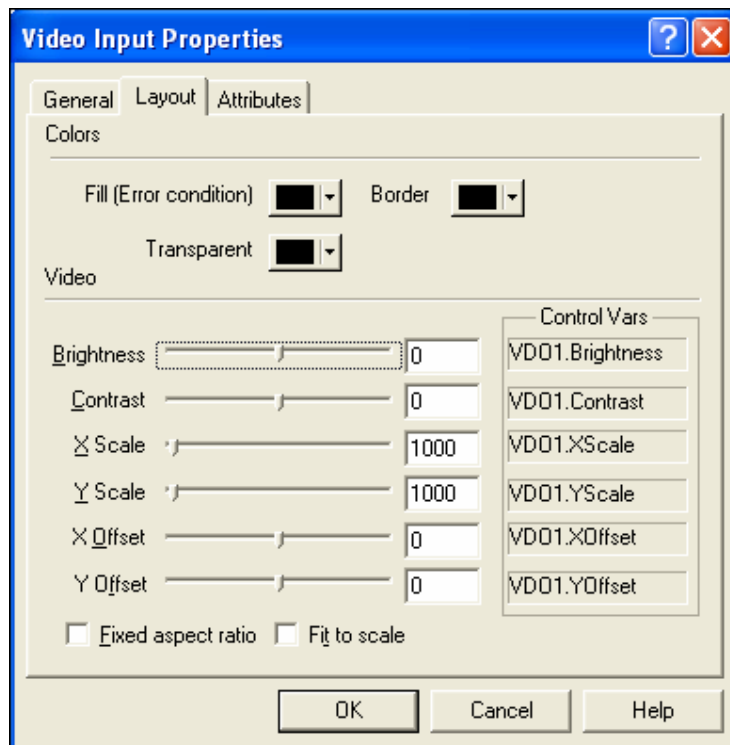 Video Input Properties
General Layout Attributes
Colors
Fill (Error condition) Border
Transparent
Video
Control Vars
Brightness 0 VDO1.Brightness
Contrast 0 VDO1.Contrast
X Scale 1000 VDO1.XScale
Y Scale 1000 VDO1.YScale
X Offset 0 VDO1.XOffset
Y Offset 0 VDO1.YOffset
Fixed aspect ratio Fit to scale
OK Cancel Help